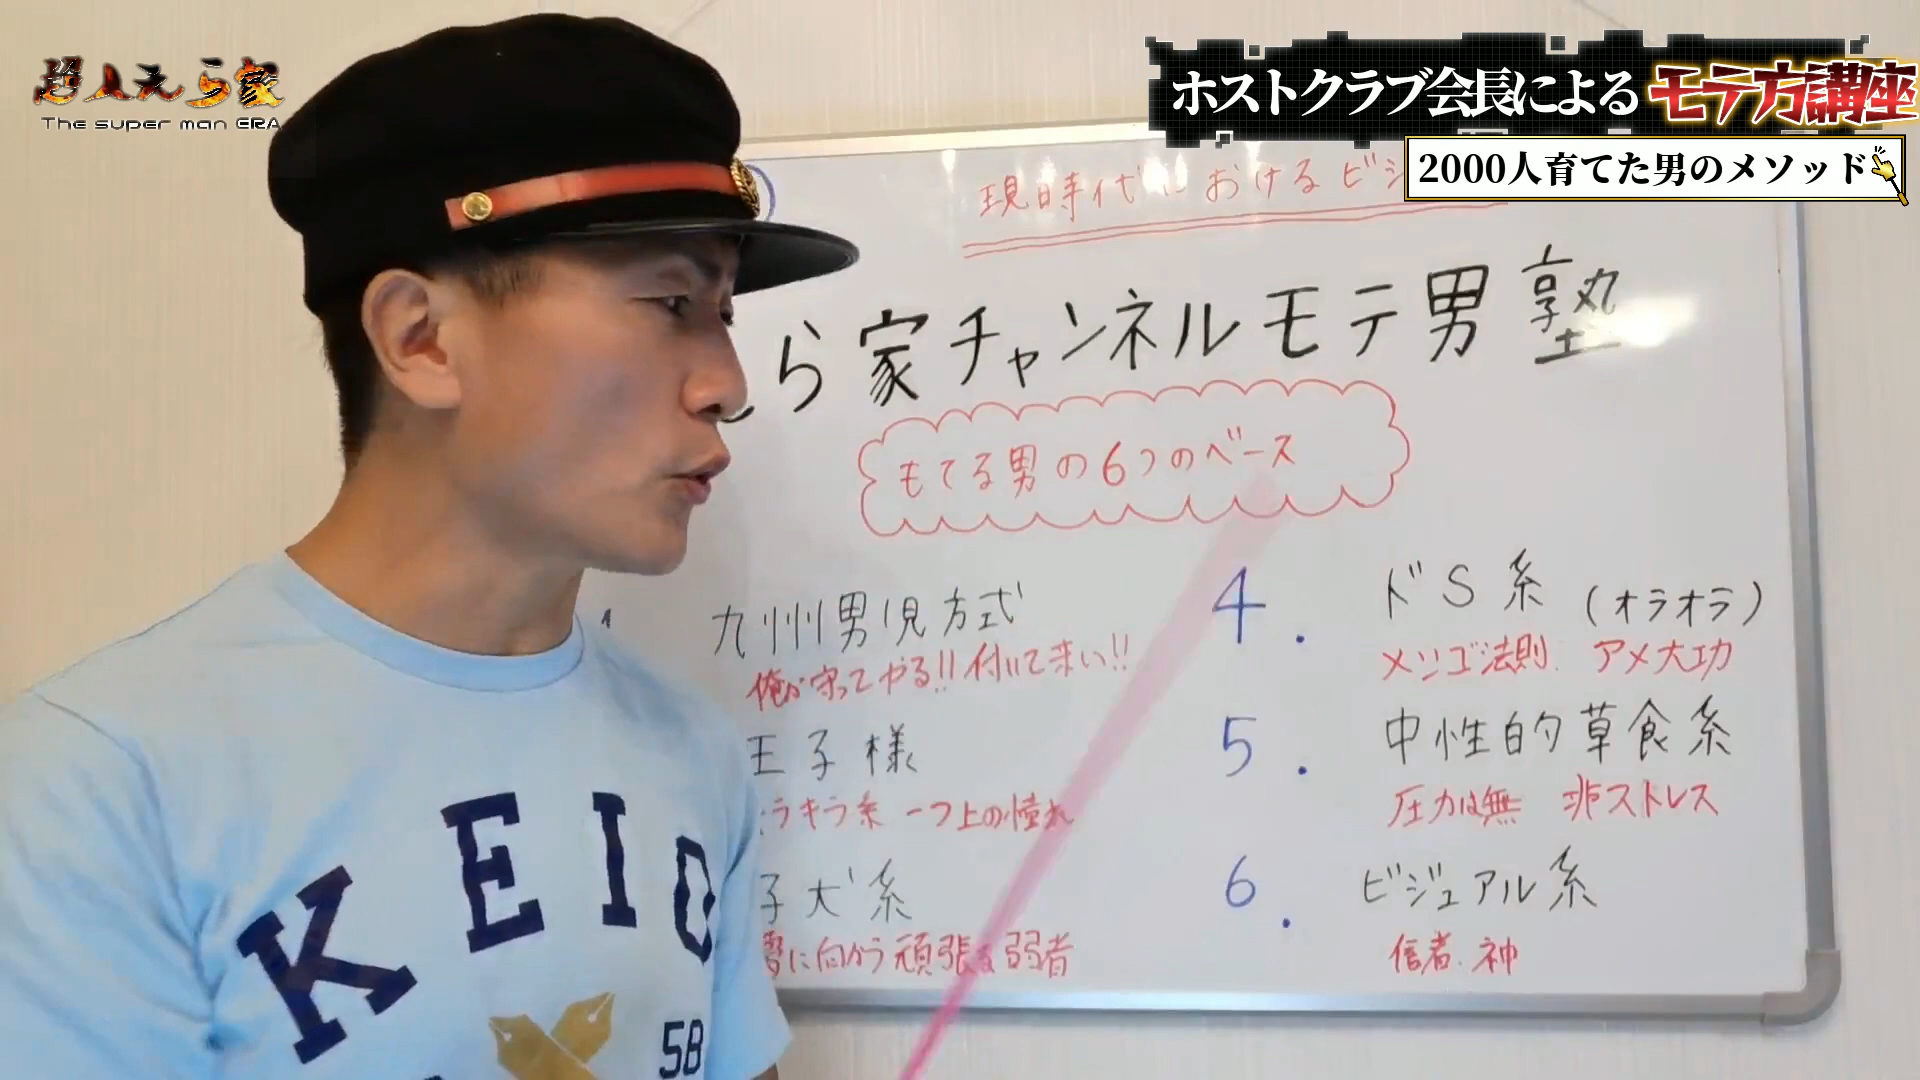 超人えら家
The super man ERA
ホストクラブ会長によるモテ方講座
2000人育てた男のメソッド
現時代におけるビジ
ら家チャンネルモテ男塾
もてる男の6つのベース
九州男児方式
俺が守ってやる!!付いて来い!!
王子様
ラキラ系 一つ上の憧れ
子犬系
に向かう頑張る弱者
4.
ドS系(オラオラ)
メンゴ法則 アメ大功
5.
中性的草食系
圧力は無 非ストレス
6.
ビジュアル系
信者.神
KEIO
58